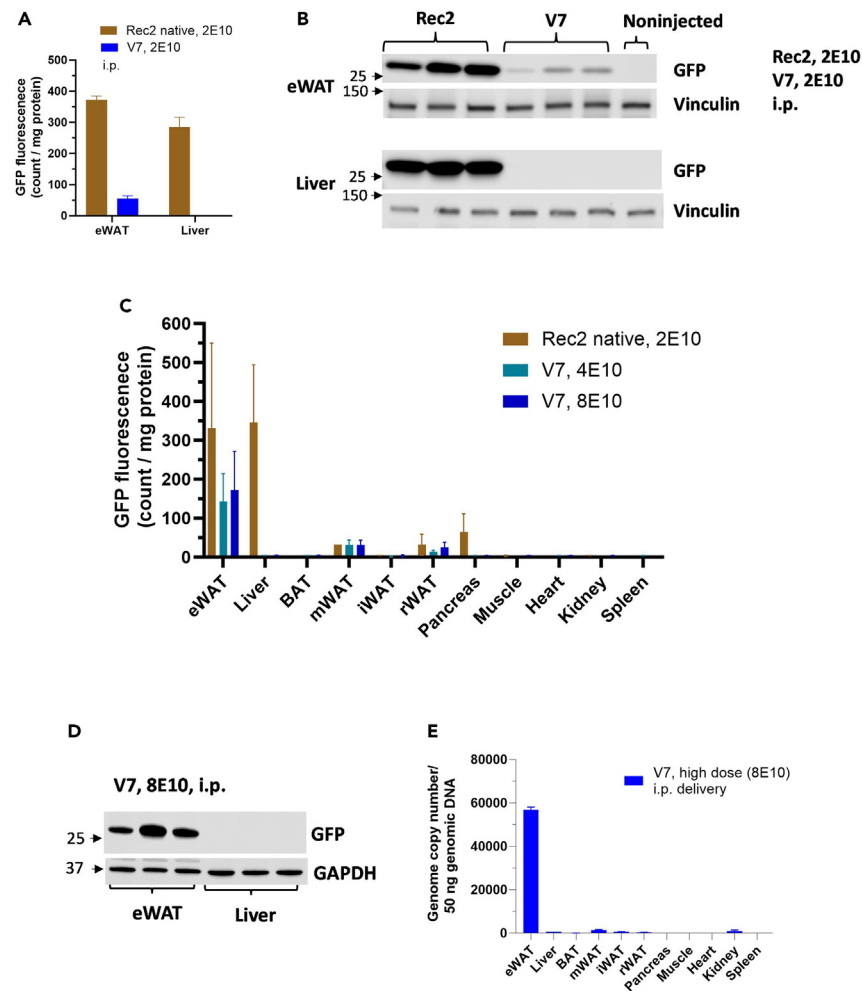 A
Rec2 native, 2E10
V7, 2E10
i.p.
GFP fluorescenece
(count / mg protein)
500
400
300
200
100
0
eWAT
Liver
B
Rec2
V7
Noninjected
eWAT
25
150
GFP
Vinculin
Rec2, 2E10
V7, 2E10
i.p.
Liver
25
150
GFP
Vinculin
C
GFP fluorescenece
(count / mg protein)
600
500
400
300
200
100
0
Rec2 native, 2E10
V7, 4E10
V7, 8E10
eWAT
Liver
BAT
mWAT
iWAT
rWAT
Pancreas
Muscle
Heart
Kidney
Spleen
D
V7, 8E10, i.p.
25
GFP
37
GAPDH
eWAT
Liver
E
Genome copy number/
50 ng genomic DNA
80000
60000
40000
20000
0
V7, high dose (8E10)
i.p. delivery
eWAT
Liver
BAT
mWAT
iWAT
rWAT
Pancreas
Muscle
Heart
Kidney
Spleen